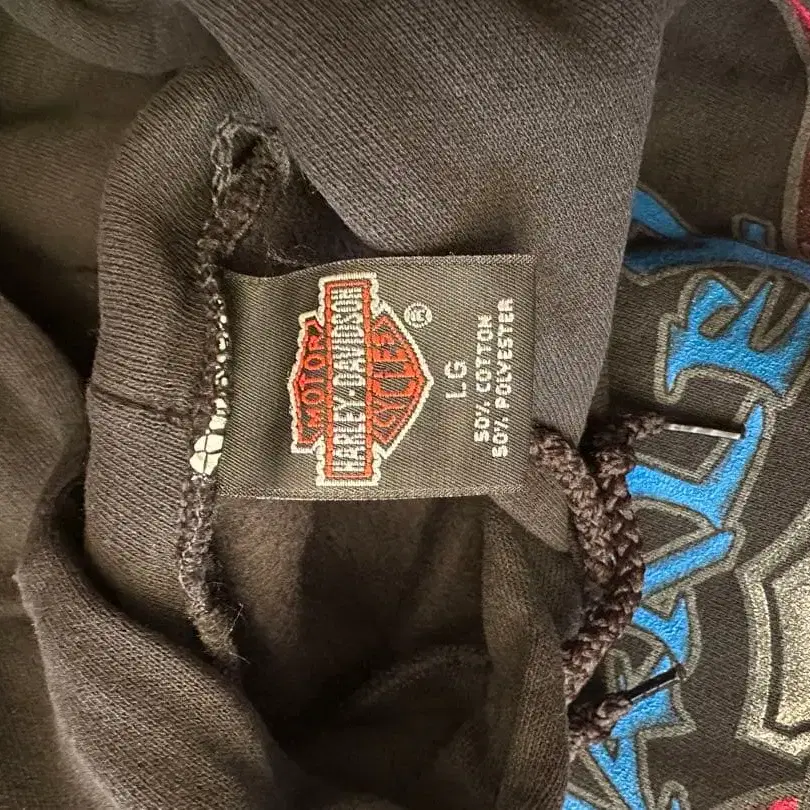 MOTOR
HARLEY-DAVIDSON
CYCLES
®
LG
50% COTTON
50% POLYESTER